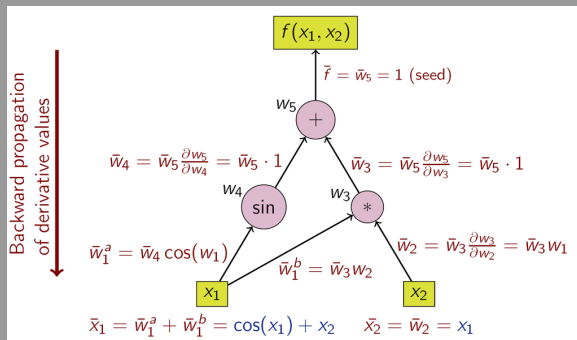 f(x₁, x₂)
f̄ = w̄₅ = 1 (seed)
Backward propagation
of derivative values
w₅
+
w̄₄ = w̄₅ ∂w₅/∂w₄ = w̄₅ · 1
w̄₃ = w̄₅ ∂w₅/∂w₃ = w̄₅ · 1
w₄
sin
w₃
*
w̄₁ᵃ = w̄₄ cos(w₁)
w̄₁ᵇ = w̄₃w₂
w̄₂ = w̄₃ ∂w₃/∂w₂ = w̄₃w₁
x₁
x₂
x̄₁ = w̄₁ᵃ + w̄₁ᵇ = cos(x₁) + x₂
x̄₂ = w̄₂ = x₁